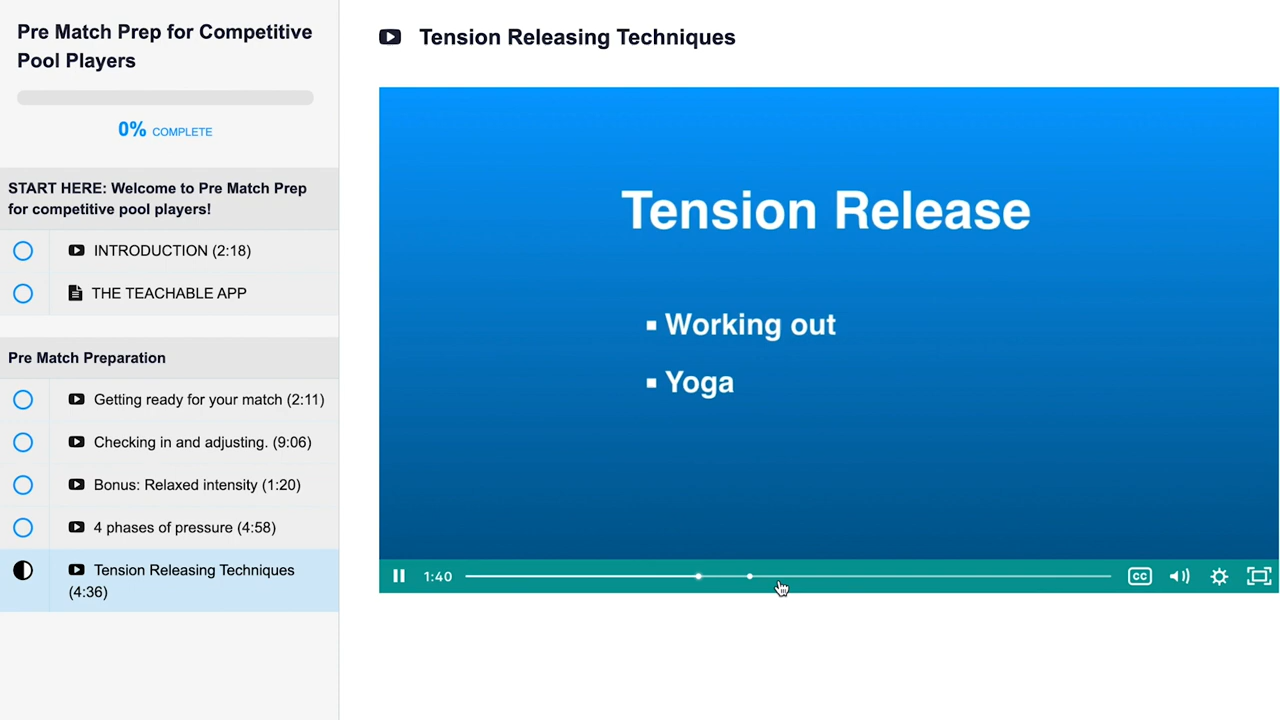 Pre Match Prep for Competitive
Pool Players
0% COMPLETE
START HERE: Welcome to Pre Match Prep
for competitive pool players!
INTRODUCTION (2:18)
THE TEACHABLE APP
Pre Match Preparation
Getting ready for your match (2:11)
Checking in and adjusting. (9:06)
Bonus: Relaxed intensity (1:20)
4 phases of pressure (4:58)
Tension Releasing Techniques
(4:36)
Tension Releasing Techniques
Tension Release
▪ Working out
▪ Yoga
1:40
CC